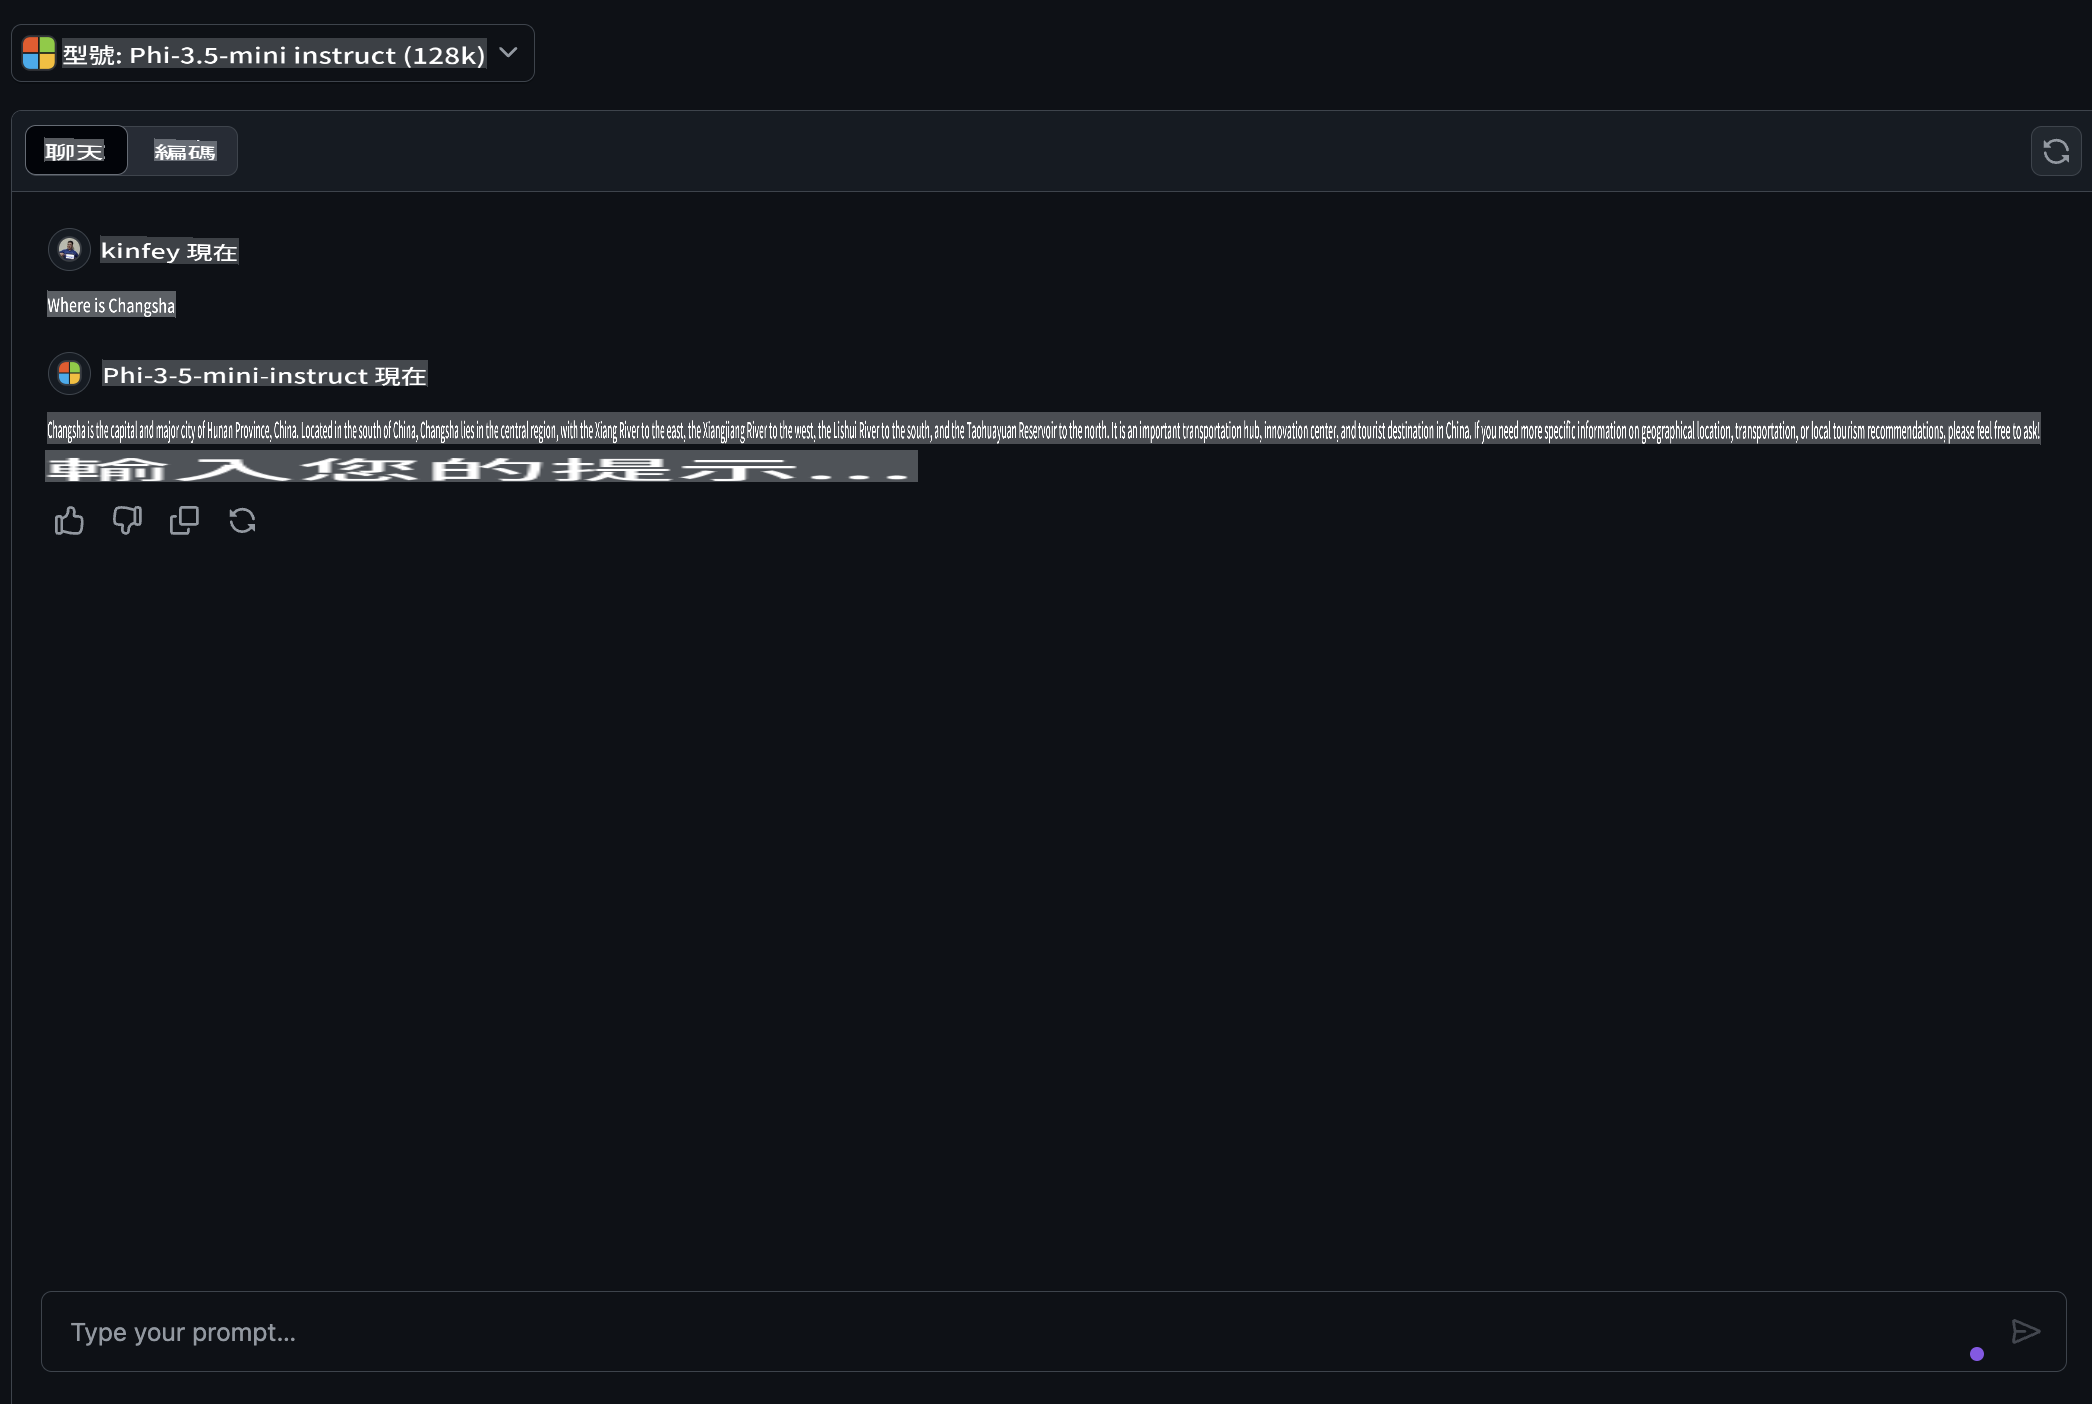 型號: Phi-3.5-mini instruct (128k)
聊天 編碼
kinfey 現在
Where is Changsha
Phi-3-5-mini-instruct 現在
Changsha is the capital and major city of Hunan Province, China. Located in the south of China, Changsha lies in the central region, with the Xiang River to the east, the Xiangjiang River to the west, the Lishui River to the south, and the Taohuayuan Reservoir to the north. It is an important transportation hub, innovation center, and tourist destination in China. If you need more specific information on geographical location, transportation, or local tourism recommendations, please feel free to ask!
輸入您的提示...
Type your prompt...